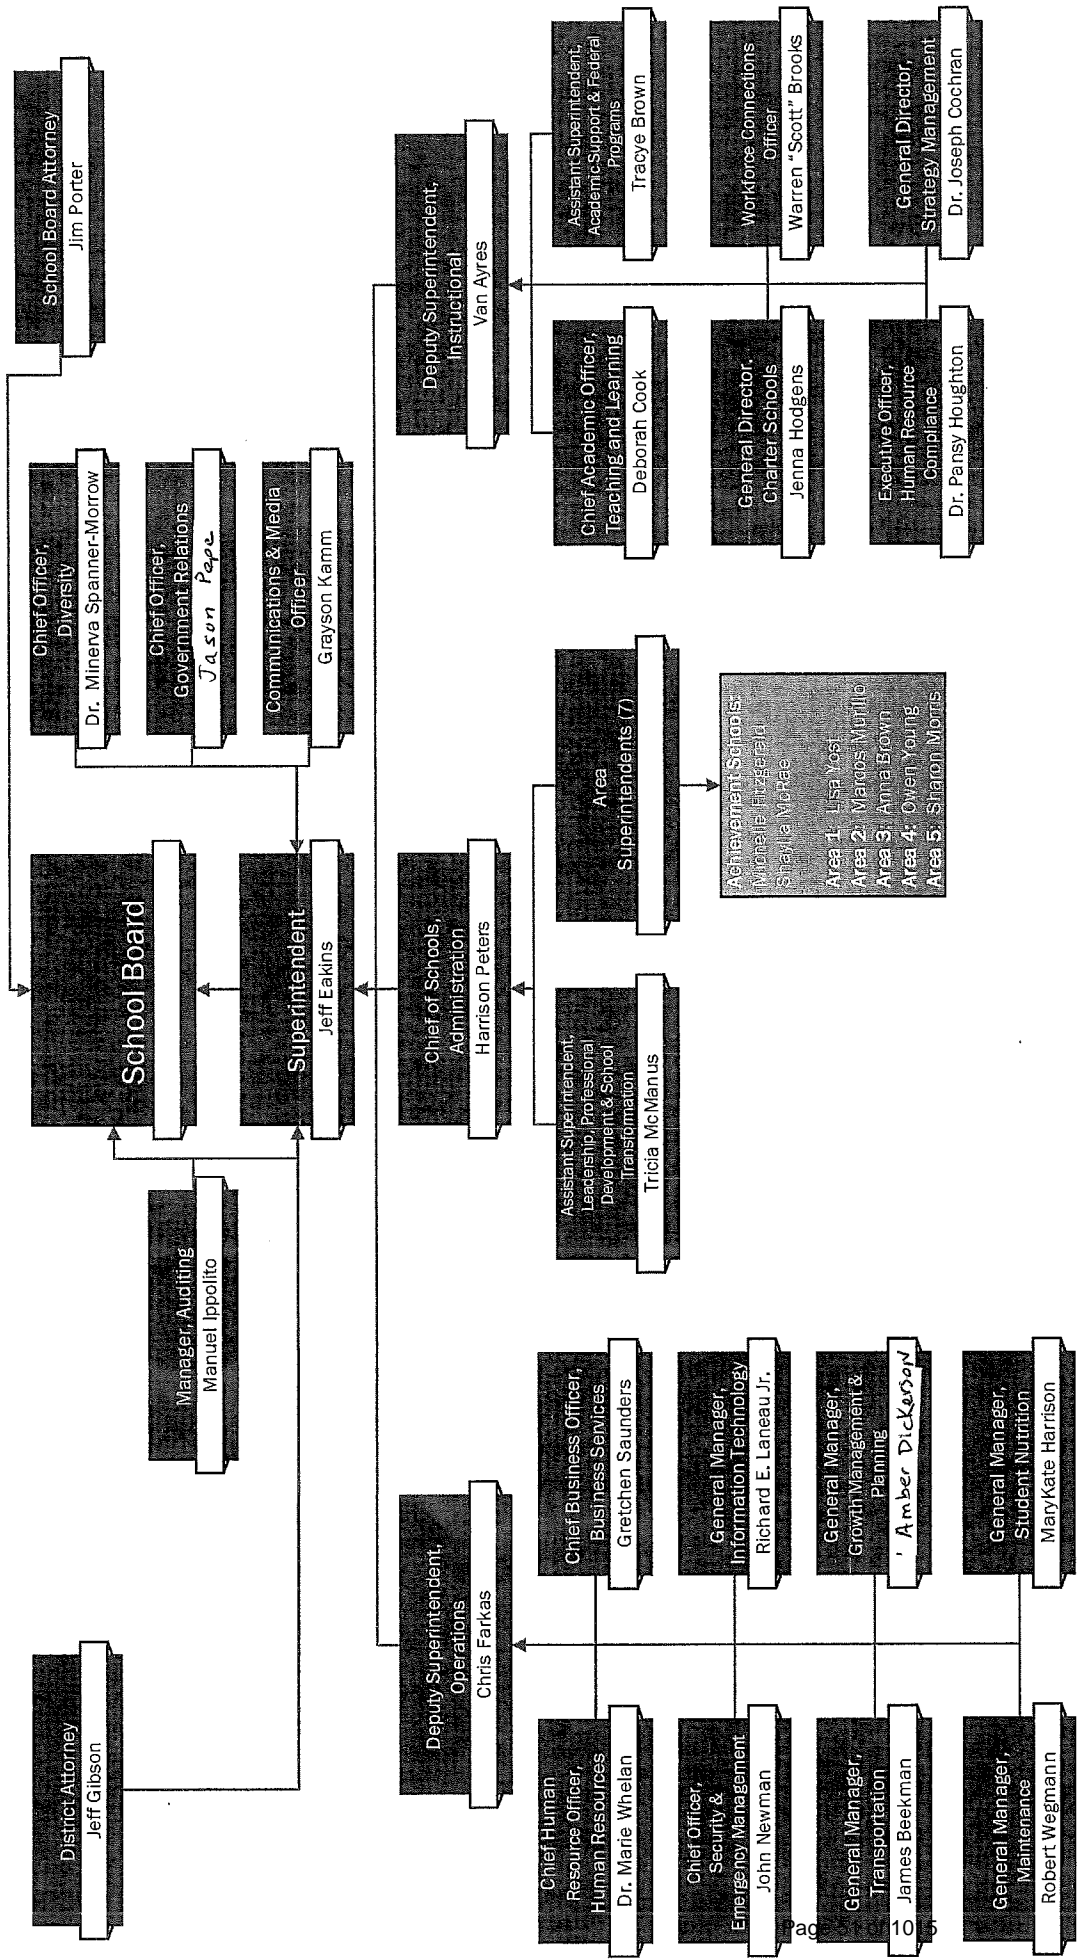 School Board Attorney
Jim Porter
Chief Officer,
Diversity
Dr. Minerva Spanner-Morrow
Chief Officer,
Government Relations
Jason Pepe
Communications & Media
Officer
Grayson Kamm
School Board
Superintendent
Jeff Eakins
Manager, Auditing
Manuel Ippolito
District Attorney
Jeff Gibson
Deputy Superintendent,
Operations
Chris Farkas
Chief of Schools,
Administration
Harrison Peters
Deputy Superintendent,
Instructional
Van Ayres
Chief Human
Resource Officer,
Human Resources
Dr. Marie Whelan
Chief Business Officer,
Business Services
Gretchen Saunders
Chief Officer,
Security &
Emergency Management
John Newman
General Manager,
Information Technology
Richard E. Laneau Jr.
General Manager,
Transportation
James Beekman
General Manager,
Growth Management &
Planning
Amber Dickerson
General Manager,
Maintenance
Robert Wegmann
General Manager,
Student Nutrition
MaryKate Harrison
Assistant Superintendent,
Leadership, Professional
Development & School
Transformation
Tricia McManus
Area
Superintendents (7)
Achievement Schools:
Michelle Fitzgerald
Shaylia McRae
Area 1: Lisa Yost
Area 2: Marcos Murillo
Area 3: Anna Brown
Area 4: Owen Young
Area 5: Sharon Morris
Chief Academic Officer,
Teaching and Learning
Deborah Cook
Assistant Superintendent,
Academic Support & Federal
Programs
Tracye Brown
General Director,
Charter Schools
Jenna Hodgens
Workforce Connections
Officer
Warren "Scott" Brooks
Executive Officer,
Human Resource
Compliance
Dr. Pansy Houghton
General Director,
Strategy Management
Dr. Joseph Cochran